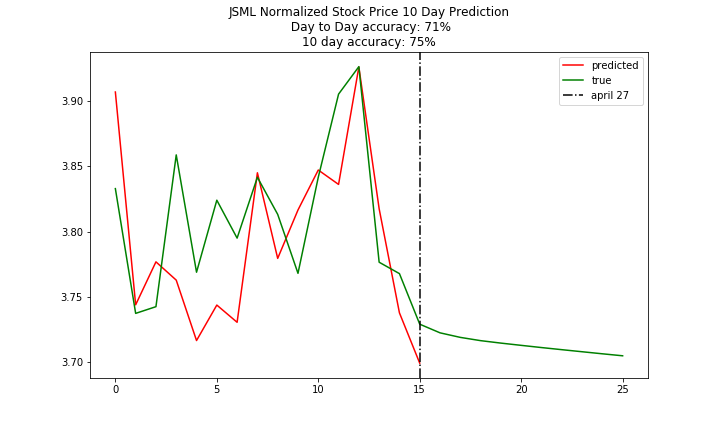 JSML Normalized Stock Price 10 Day Prediction
Day to Day accuracy: 71%
10 day accuracy: 75%
predicted
true
april 27
3.90
3.85
3.80
3.75
3.70
0 5 10 15 20 25